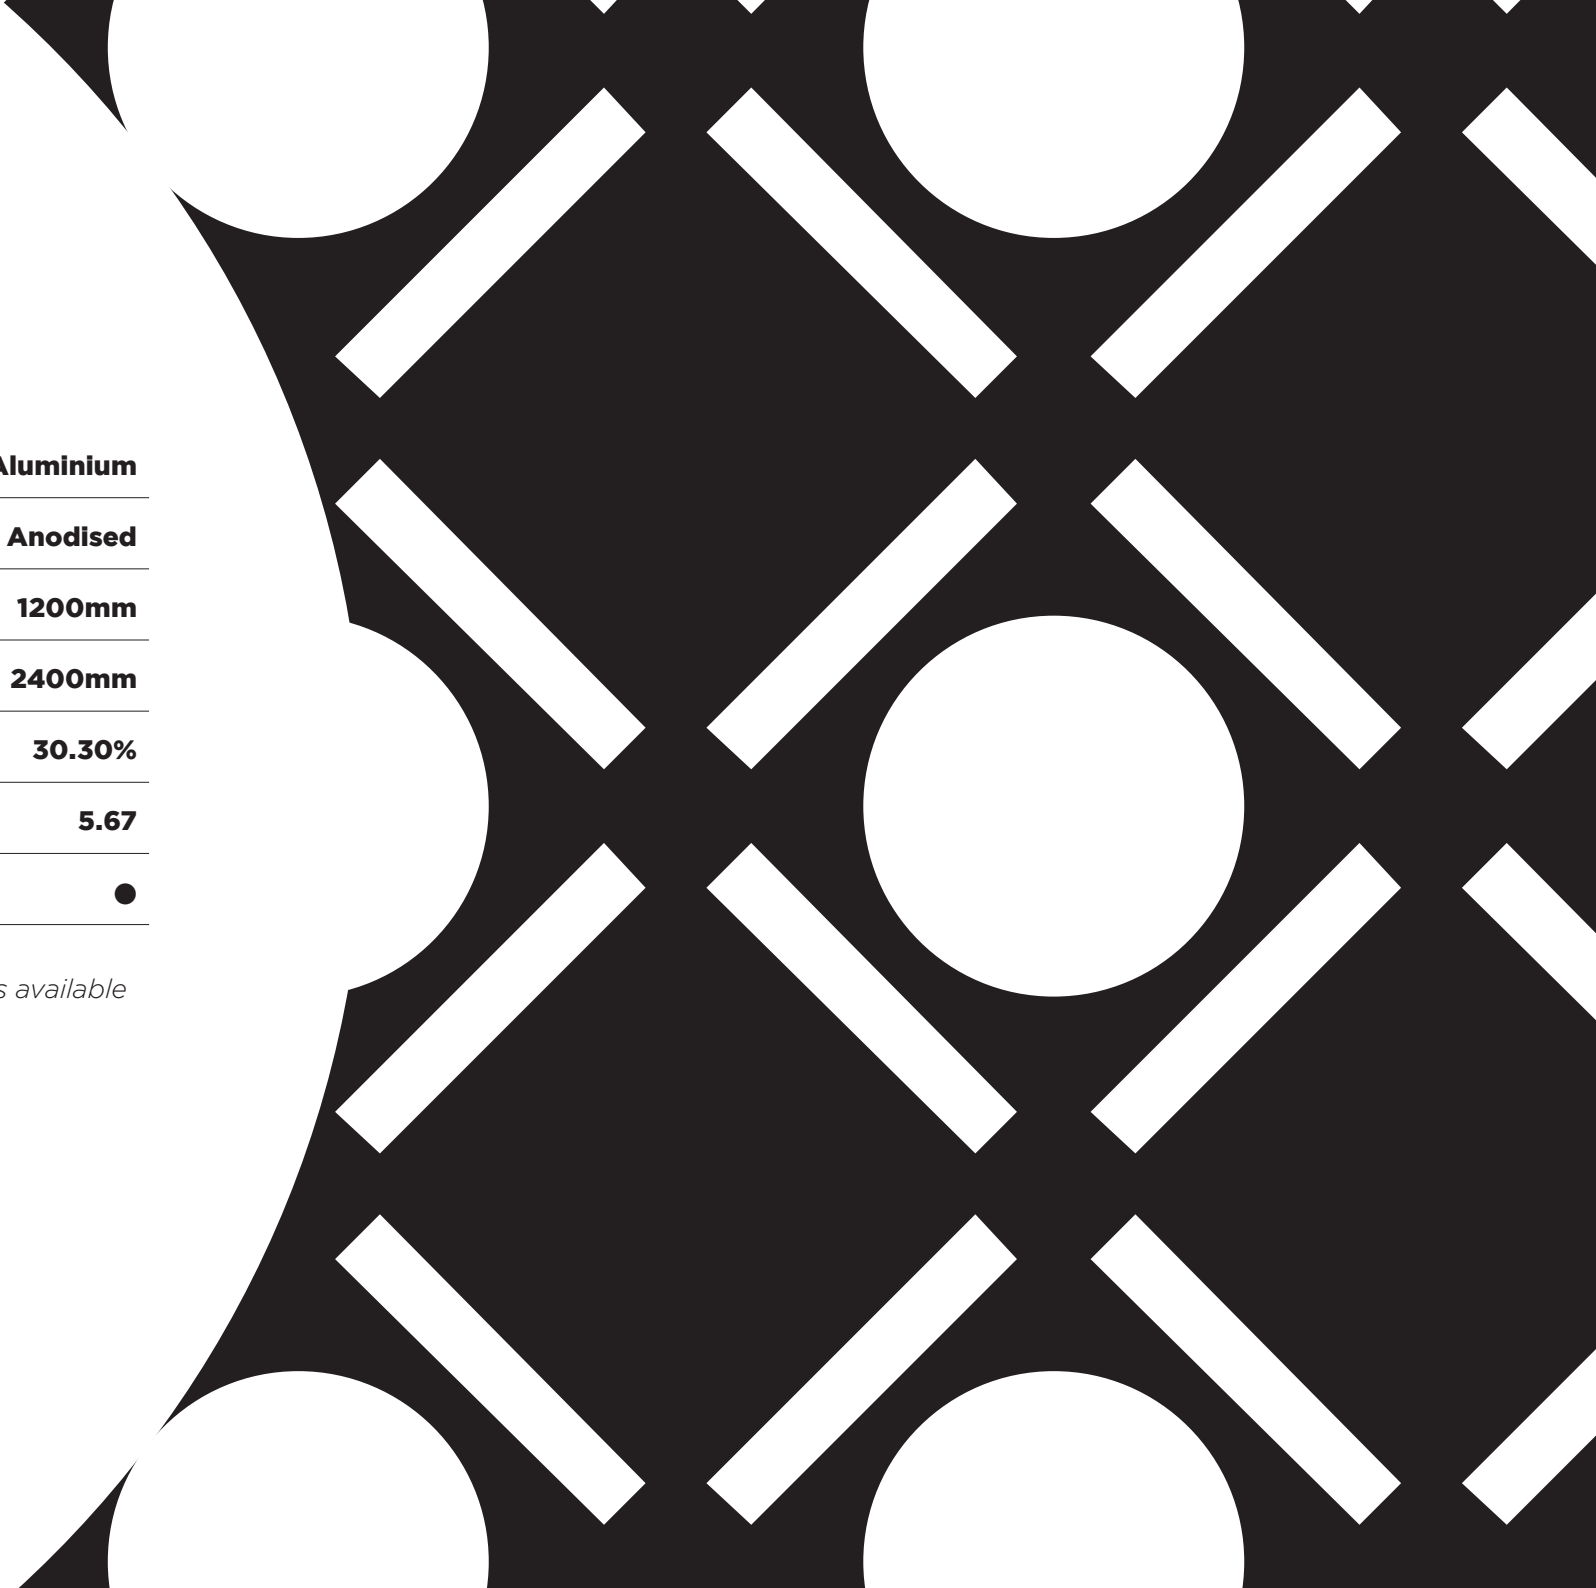 Aluminium
Anodised
1200mm
2400mm
30.30%
5.67
●
available